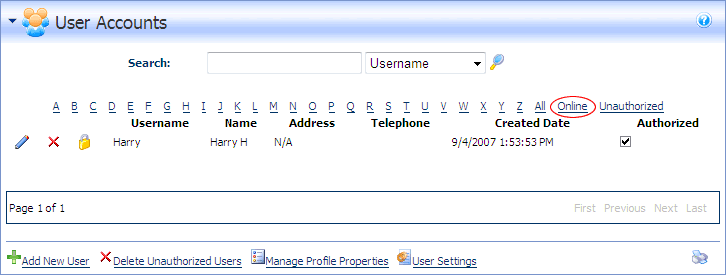 User Accounts
Search: Username
A B C D E F G H I J K L M N O P Q R S T U V W X Y Z All Online Unauthorized
Username Name Address Telephone Created Date Authorized
Harry Harry H N/A 9/4/2007 1:53:53 PM
Page 1 of 1 First Previous Next Last
Add New User Delete Unauthorized Users Manage Profile Properties User Settings